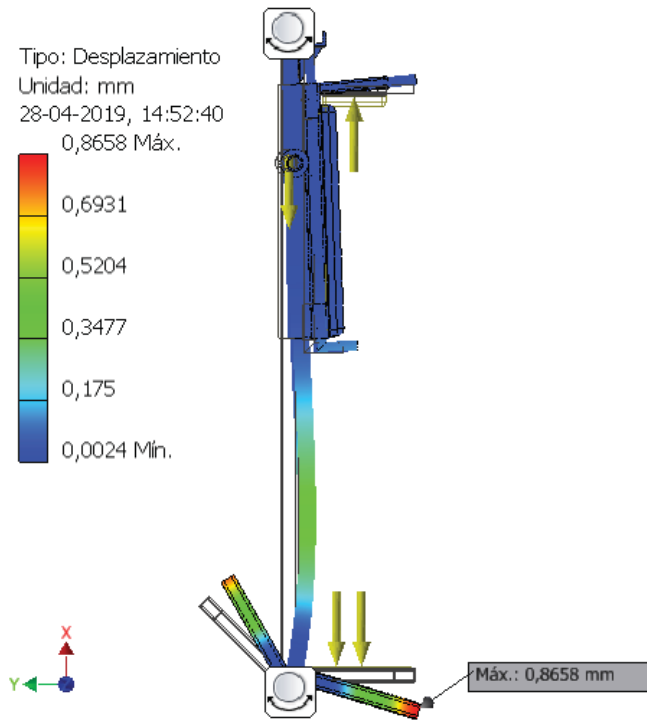 Tipo: Desplazamiento
Unidad: mm
28-04-2019, 14:52:40
0,8658 Máx.
0,6931
0,5204
0,3477
0,175
0,0024 Mín.
X
Y
Máx.: 0,8658 mm